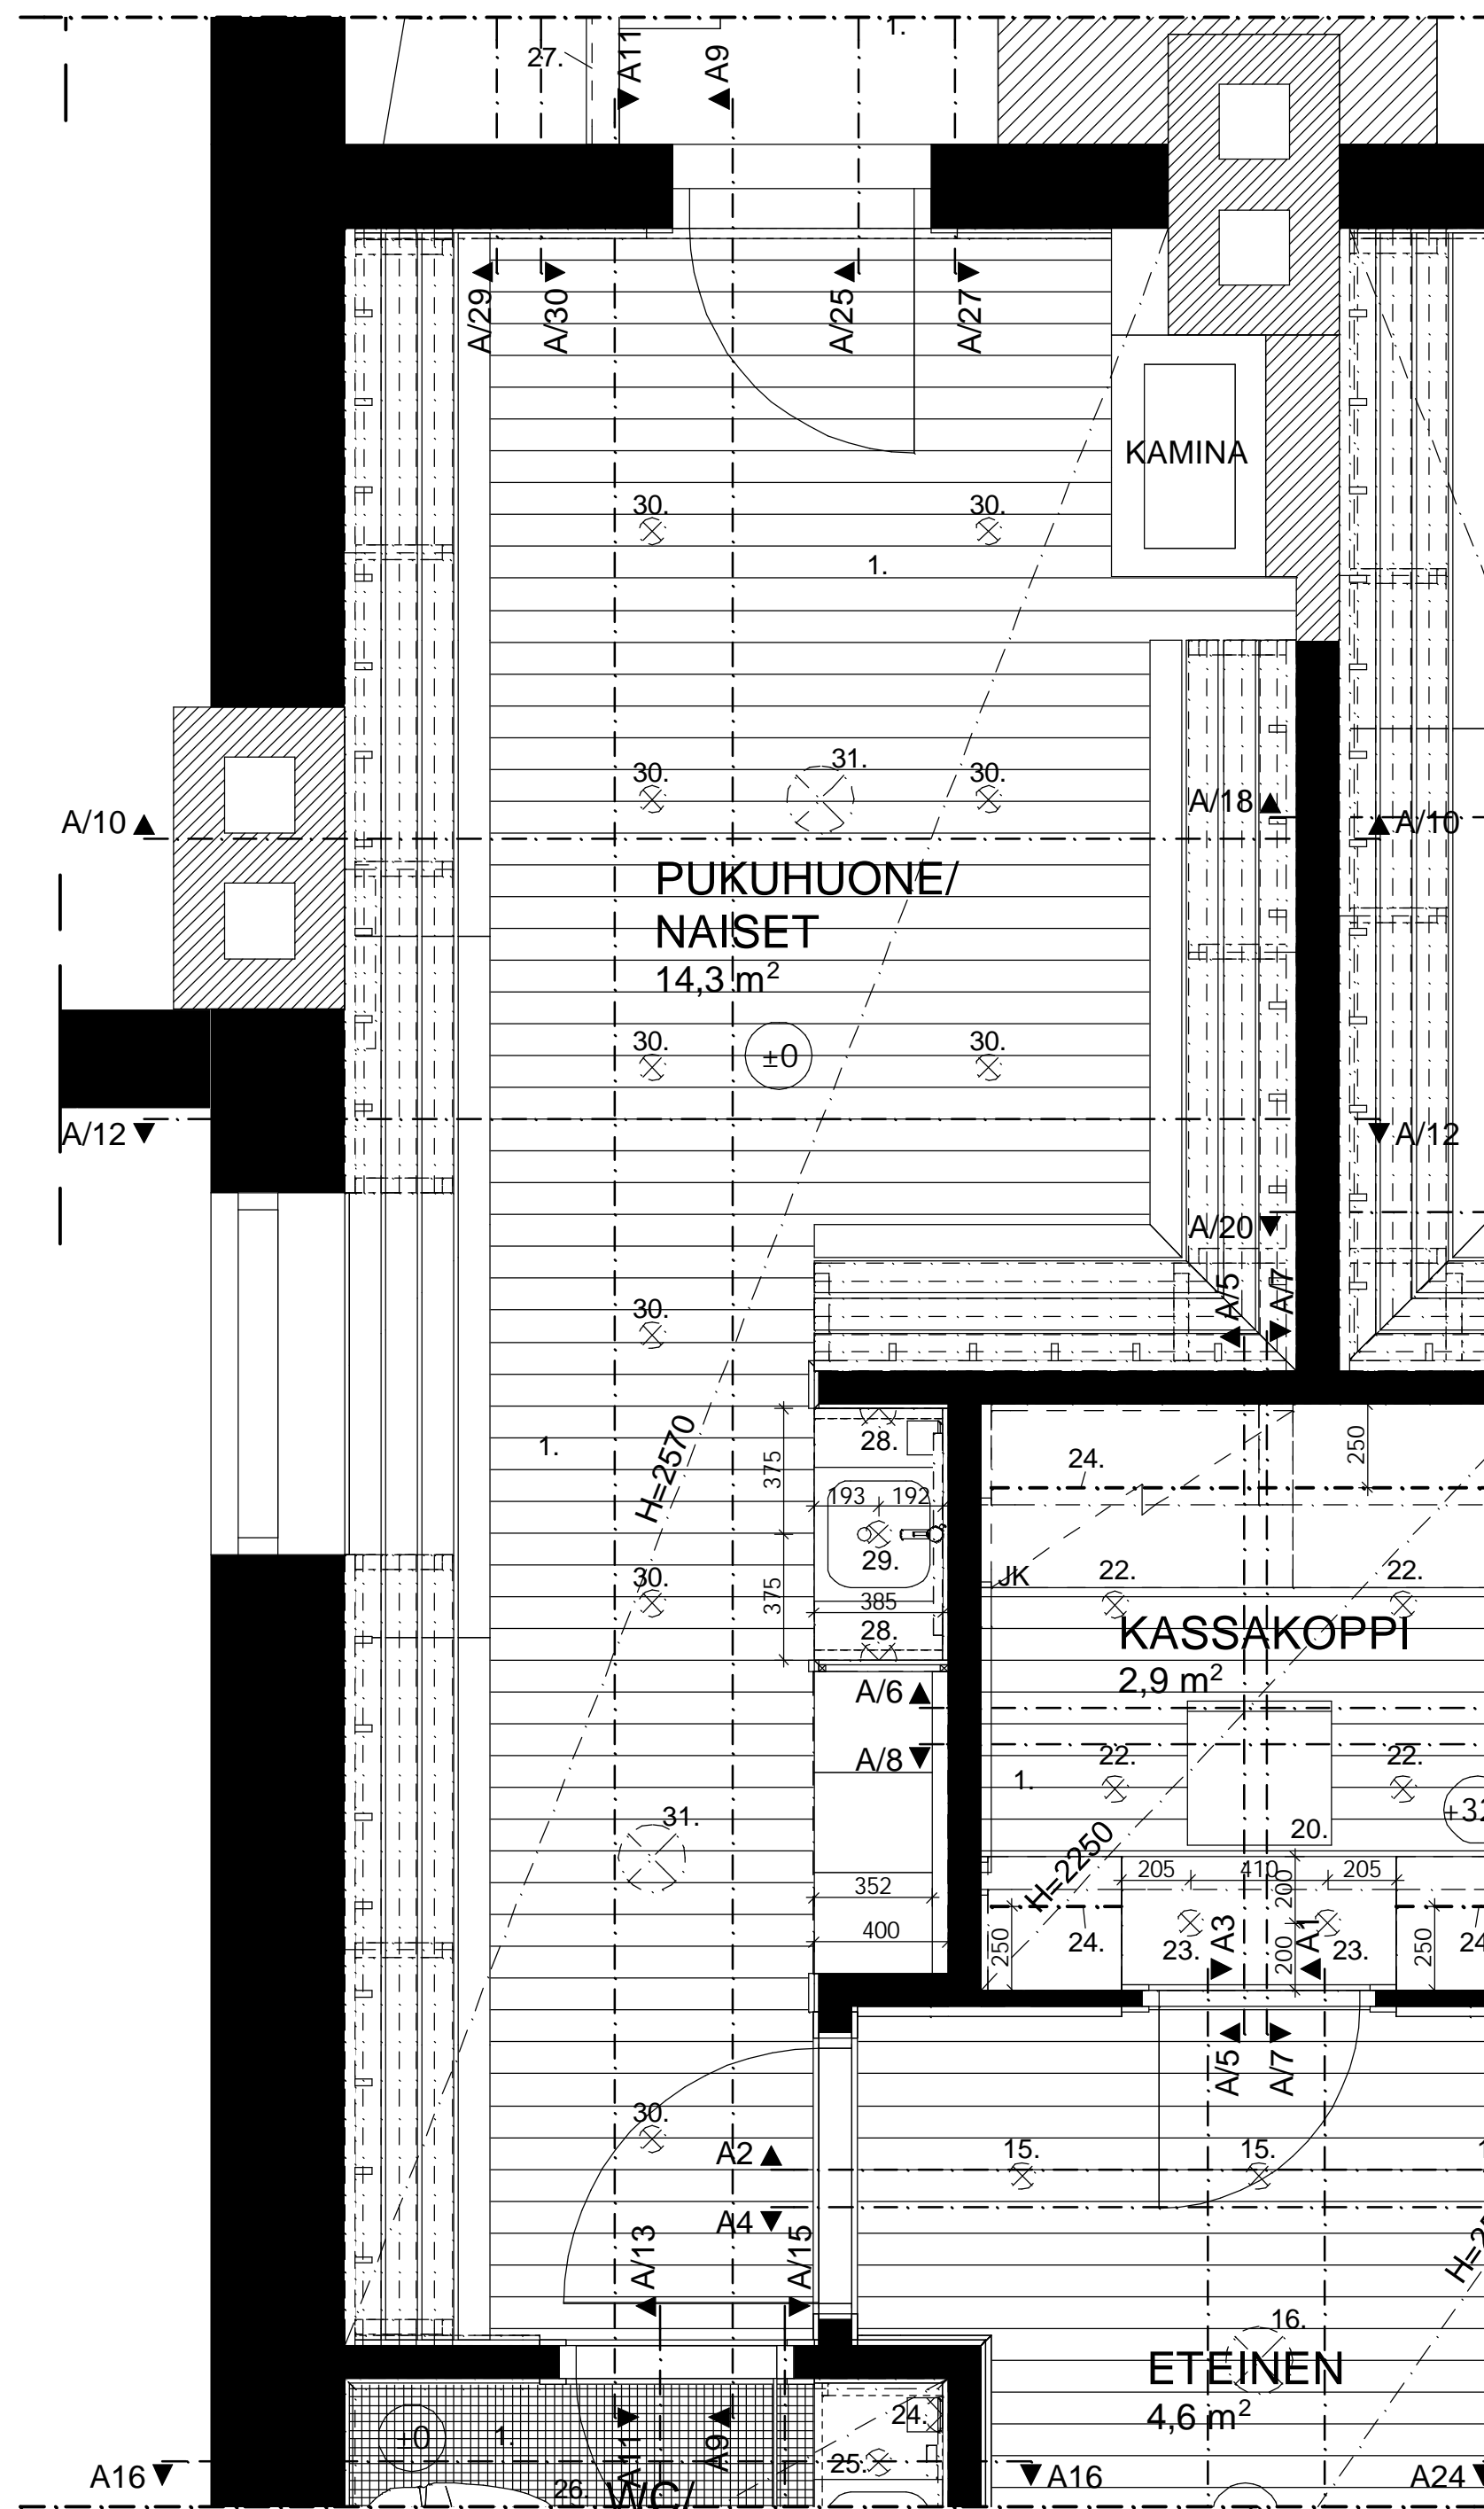 27.
A11
A9
1.
A/29
A/30
A/25
A/27
KAMINA
30.
30.
1.
30.
31.
30.
A/10
A/18
A/10
PUKUHUONE/
NAISET
14,3 m²
30.
±0
30.
A/12
A/12
A/20
A/5
A/7
30.
H=2570
1.
375
28.
24.
250
193
192
29.
375
385
30.
28.
JK
22.
22.
KASSAKOPPI
2,9 m²
A/6
A/8
22.
22.
1.
31.
20.
H=2250
205
410
205
200
352
400
250
24.
23.
A3
200
A1
23.
250
A/5
A/7
30.
A2
15.
15.
A4
A/13
A/15
16.
ETEINEN
4,6 m²
±0
1.
A11
A9
24.
25.
26.
WC/
A16
A16
A24